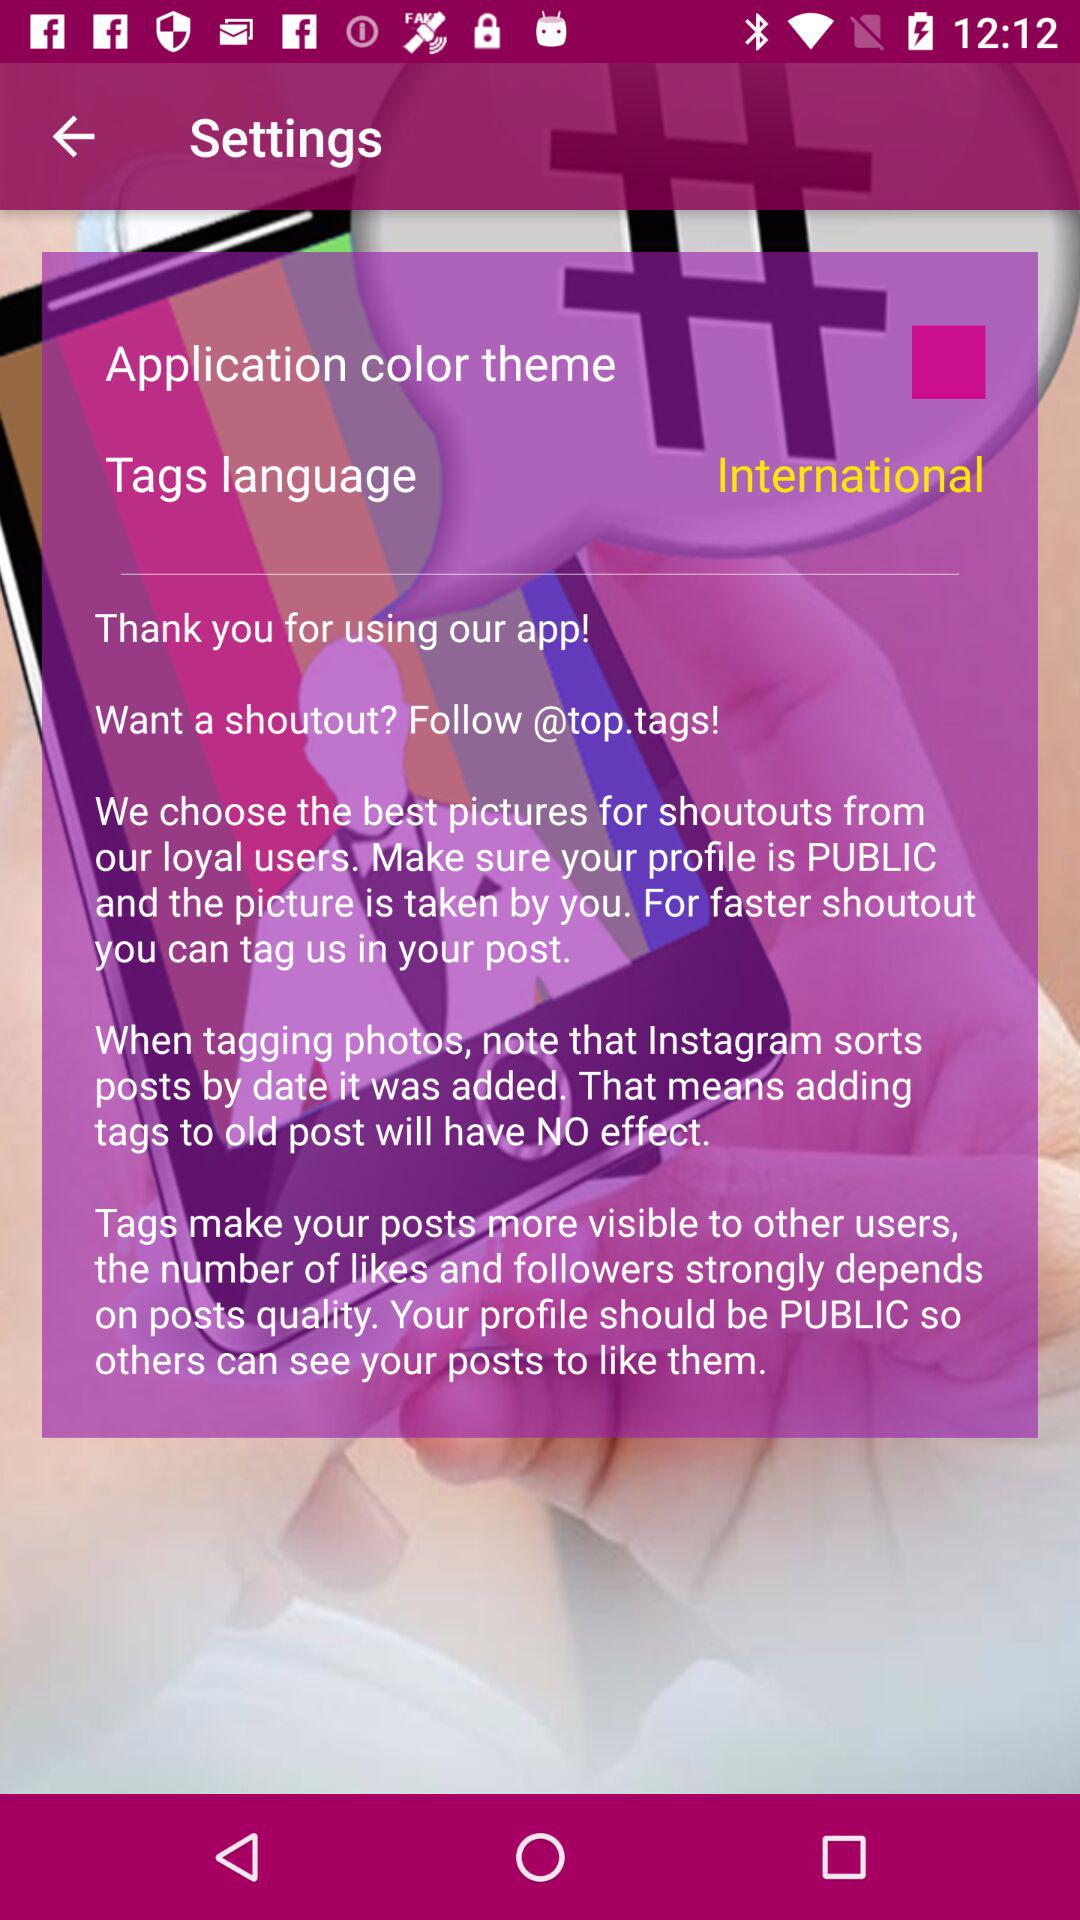 FAKE
12:12
Settings
#
Application color theme
Tags language International
Thank you for using our app!
Want a shoutout? Follow @top.tags!
We choose the best pictures for shoutouts from
our loyal users. Make sure your profile is PUBLIC
and the picture is taken by you. For faster shoutout
you can tag us in your post.
When tagging photos, note that Instagram sorts
posts by date it was added. That means adding
tags to old post will have NO effect.
Tags make your posts more visible to other users,
the number of likes and followers strongly depends
on posts quality. Your profile should be PUBLIC so
others can see your posts to like them.